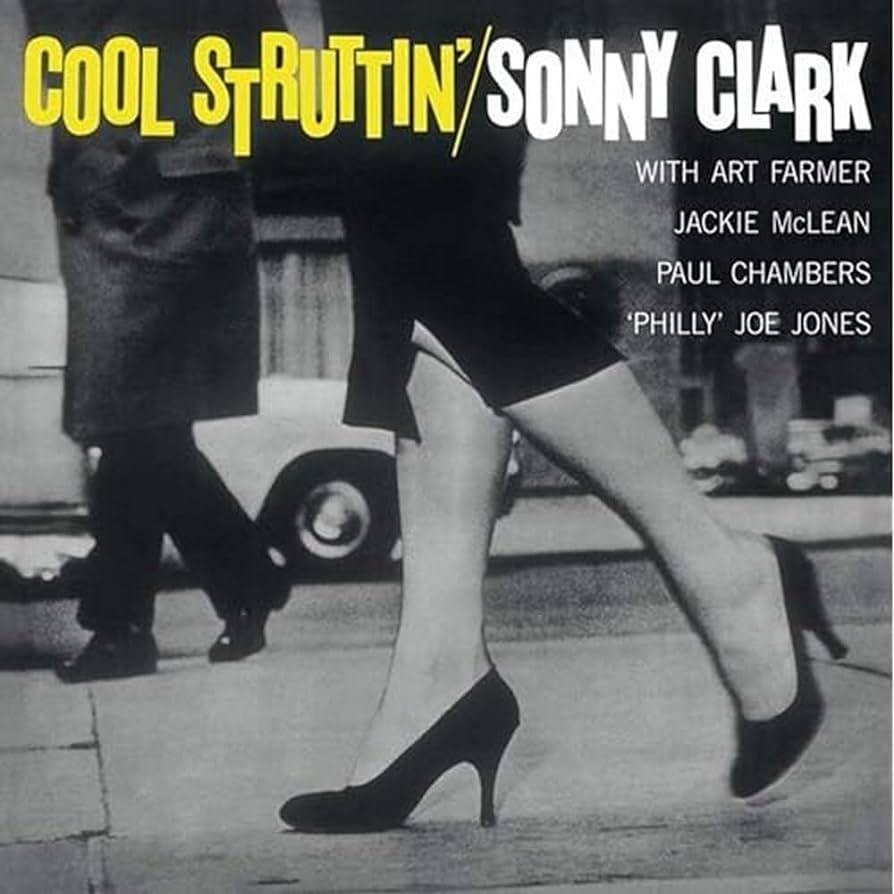 COOL STRUTTIN'/SONNY CLARK
WITH ART FARMER
JACKIE McLEAN
PAUL CHAMBERS
'PHILLY' JOE JONES